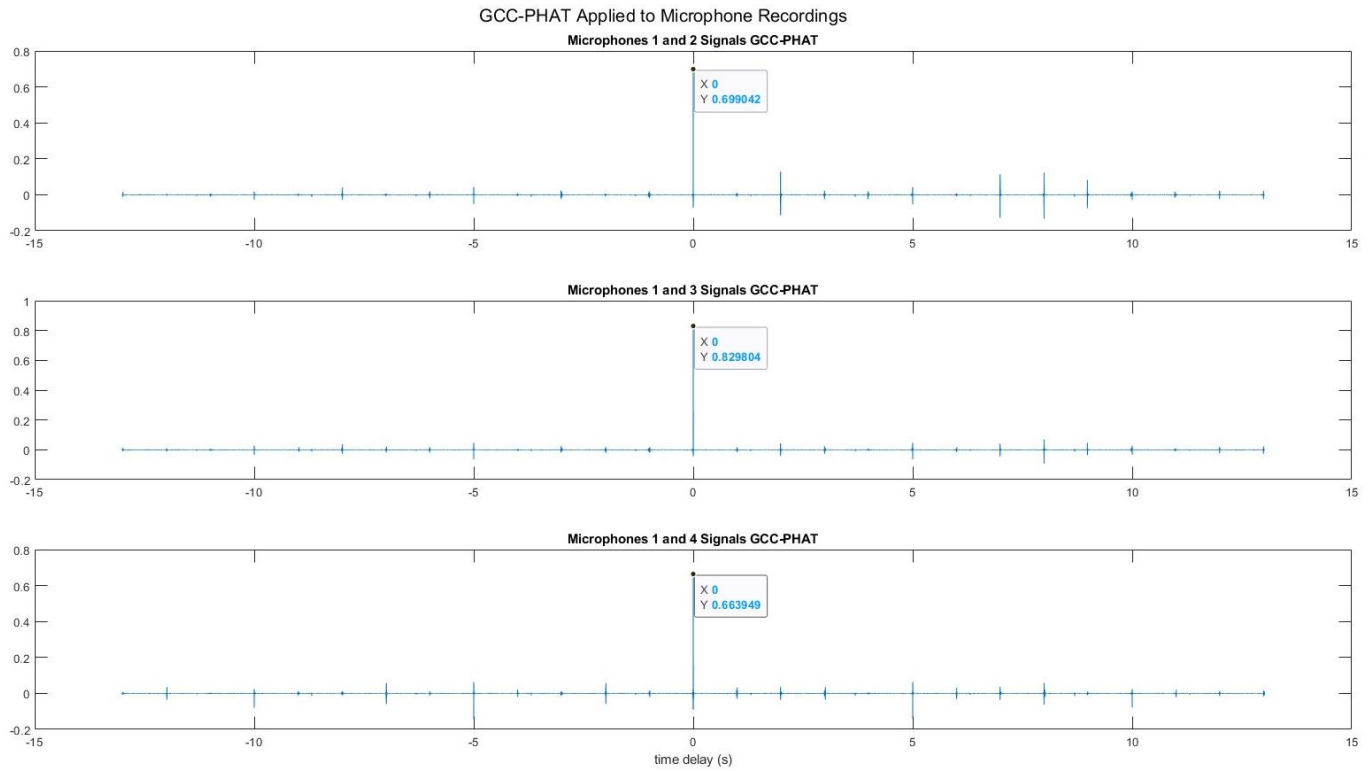 GCC-PHAT Applied to Microphone Recordings
Microphones 1 and 2 Signals GCC-PHAT
0.8
0.6
0.4
0.2
0
-0.2
X 0
Y 0.699042
-15 -10 -5 0 5 10 15
Microphones 1 and 3 Signals GCC-PHAT
1
0.8
0.6
0.4
0.2
0
-0.2
X 0
Y 0.829804
-15 -10 -5 0 5 10 15
Microphones 1 and 4 Signals GCC-PHAT
0.8
0.6
0.4
0.2
0
-0.2
X 0
Y 0.663949
-15 -10 -5 0 5 10 15
time delay (s)